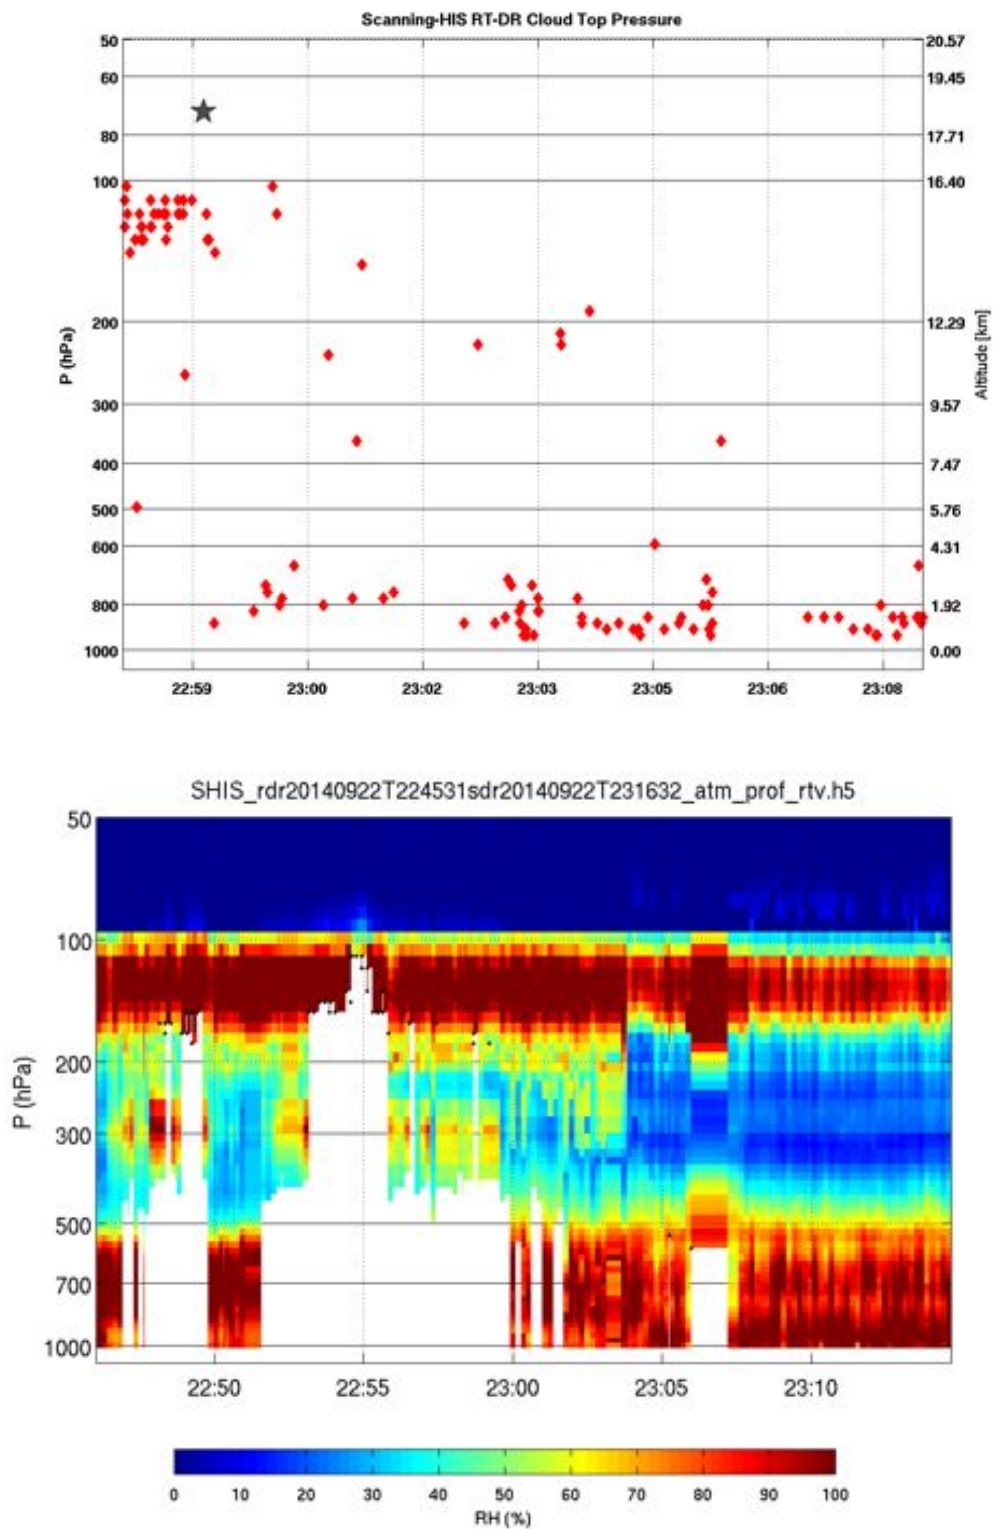 Scanning-HIS RT-DR Cloud Top Pressure
50 20.57
60 19.45
80 17.71
100 16.40
200 12.29
300 9.57
400 7.47
500 5.76
600 4.31
800 1.92
1000 0.00
P (hPa)
Altitude [km]
22:59 23:00 23:02 23:03 23:05 23:06 23:08
SHIS_rdr20140922T224531sdr20140922T231632_atm_prof_rtv.h5
50
100
200
300
500
700
1000
P (hPa)
22:50 22:55 23:00 23:05 23:10
0 10 20 30 40 50 60 70 80 90 100
RH (%)